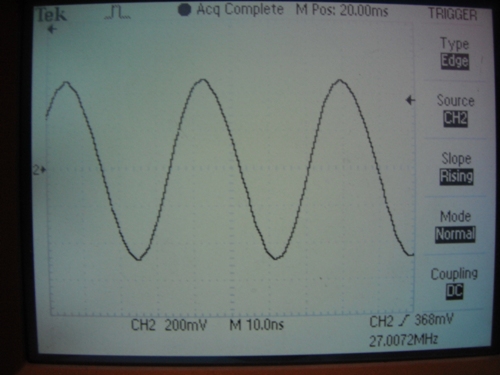 Tek Acq Complete M Pos: 20.00ms TRIGGER
Type
Edge
Source
CH2
Slope
Rising
Mode
Normal
Coupling
DC
2
CH2 200mV M 10.0ns CH2 368mV
27.0072MHz